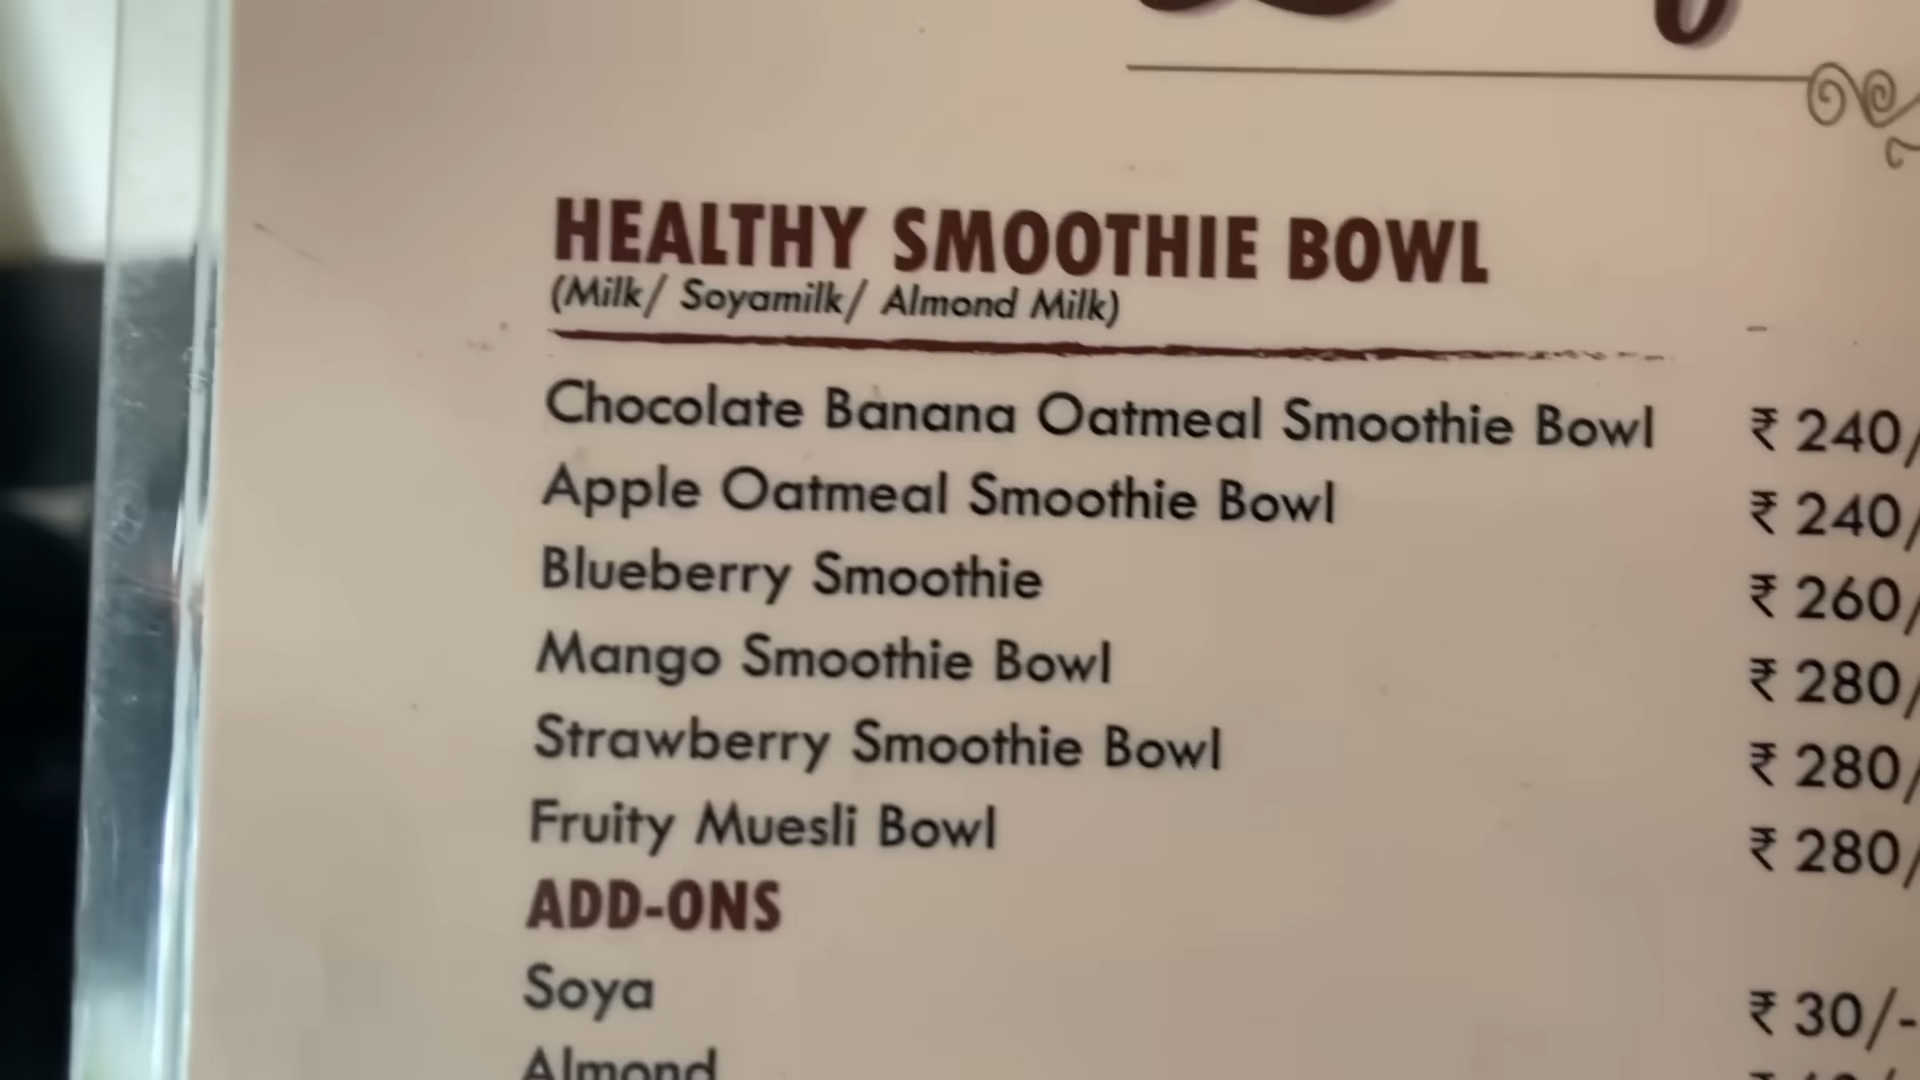 HEALTHY SMOOTHIE BOWL
(Milk/ Soyamilk/ Almond Milk)
Chocolate Banana Oatmeal Smoothie Bowl ₹ 240/
Apple Oatmeal Smoothie Bowl ₹ 240/
Blueberry Smoothie ₹ 260/
Mango Smoothie Bowl ₹ 280/
Strawberry Smoothie Bowl ₹ 280/
Fruity Muesli Bowl ₹ 280/
ADD-ONS
Soya ₹ 30/-
Almond